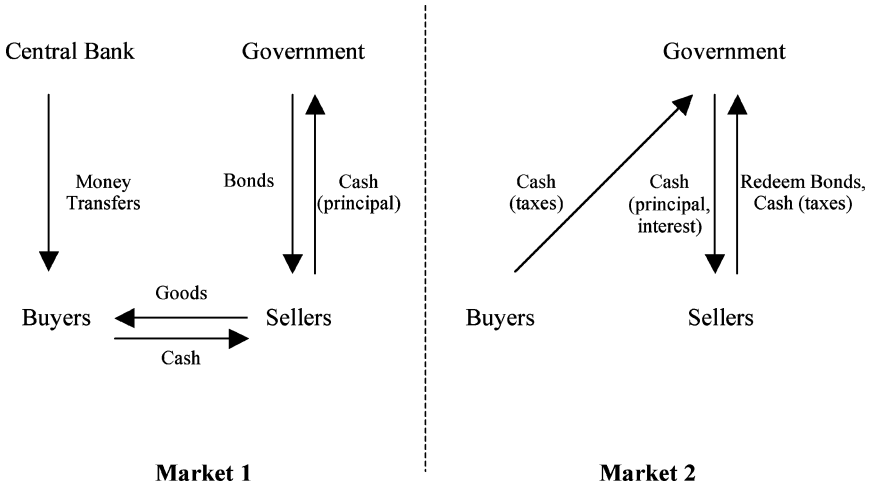 Central Bank
Government
Government
Money
Transfers
Bonds
Cash
(principal)
Cash
(taxes)
Cash
(principal,
interest)
Redeem Bonds,
Cash (taxes)
Goods
Buyers
Sellers
Cash
Buyers
Sellers
Market 1
Market 2